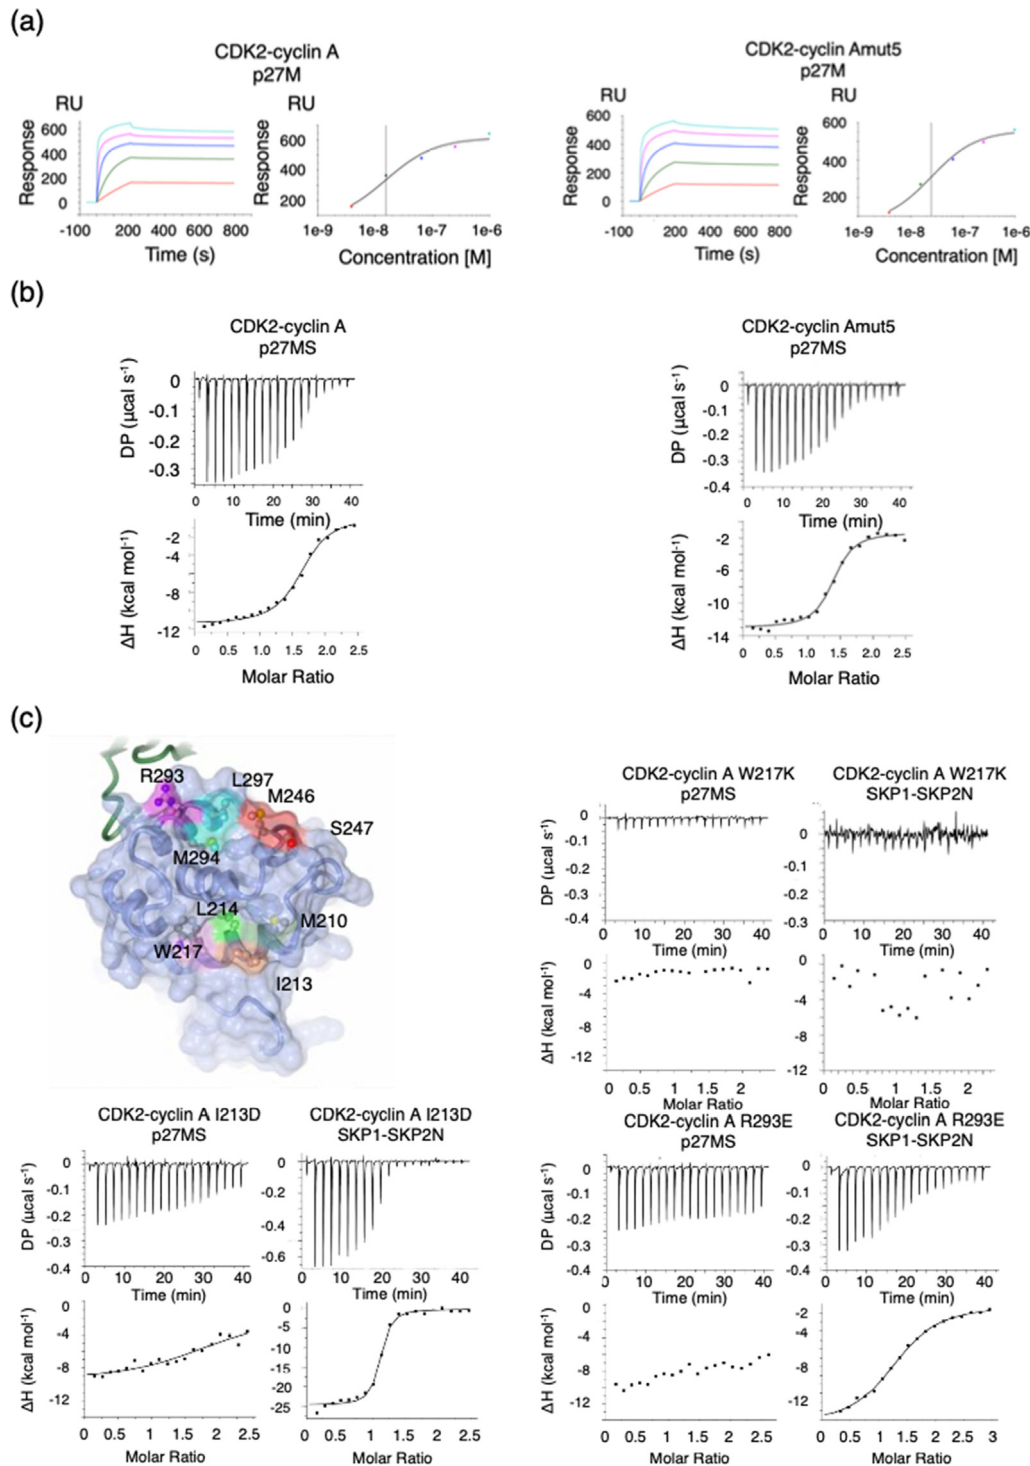 (a)
CDK2-cyclin A
p27M
RU
Response
600
400
200
0
-100
200
400
600
800
Time (s)
RU
Response
600
400
200
1e-9
1e-8
1e-7
1e-6
Concentration [M]
CDK2-cyclin Amut5
p27M
RU
Response
600
400
200
0
-100
200
400
600
800
Time (s)
RU
Response
600
400
200
1e-9
1e-8
1e-7
1e-6
Concentration [M]
(b)
CDK2-cyclin A
p27MS
DP (µcal s⁻¹)
0
-0.1
-0.2
-0.3
0 10 20 30 40
Time (min)
ΔH (kcal mol⁻¹)
-2
-4
-8
-12
0 0.5 1.0 1.5 2.0 2.5
Molar Ratio
CDK2-cyclin Amut5
p27MS
DP (µcal s⁻¹)
0
-0.1
-0.2
-0.3
-0.4
0 10 20 30 40
Time (min)
ΔH (kcal mol⁻¹)
-2
-6
-10
-14
0 0.5 1.0 1.5 2.0 2.5
Molar Ratio
(c)
R293
L297
M246
S247
M294
L214
M210
W217
I213
CDK2-cyclin A W217K
p27MS
DP (µcal s⁻¹)
0
-0.1
-0.2
-0.3
-0.4
0 10 20 30 40
Time (min)
ΔH (kcal mol⁻¹)
0
-4
-8
-12
0 0.5 1 1.5 2
Molar Ratio
CDK2-cyclin A W217K
SKP1-SKP2N
0
-0.1
-0.2
-0.3
0 10 20 30 40
Time (min)
0
-4
-8
-12
0 0.5 1 1.5 2
Molar Ratio
CDK2-cyclin A I213D
p27MS
DP (µcal s⁻¹)
0
-0.1
-0.2
-0.3
-0.4
0 10 20 30 40
Time (min)
ΔH (kcal mol⁻¹)
0
-4
-8
-12
0 0.5 1 1.5 2 2.5
Molar Ratio
CDK2-cyclin A I213D
SKP1-SKP2N
0
-0.2
-0.4
-0.6
0 10 20 30 40
Time (min)
0
-5
-10
-15
-20
-25
0 0.5 1 1.5 2 2.5
Molar Ratio
CDK2-cyclin A R293E
p27MS
DP (µcal s⁻¹)
0
-0.1
-0.2
-0.3
-0.4
0 10 20 30 40
Time (min)
ΔH (kcal mol⁻¹)
0
-4
-8
-12
0 0.5 1 1.5 2 2.5
Molar Ratio
CDK2-cyclin A R293E
SKP1-SKP2N
0
-0.1
-0.2
-0.3
-0.4
0 10 20 30 40
Time (min)
-2
-4
-8
-12
0 0.5 1 1.5 2 2.5 3
Molar Ratio